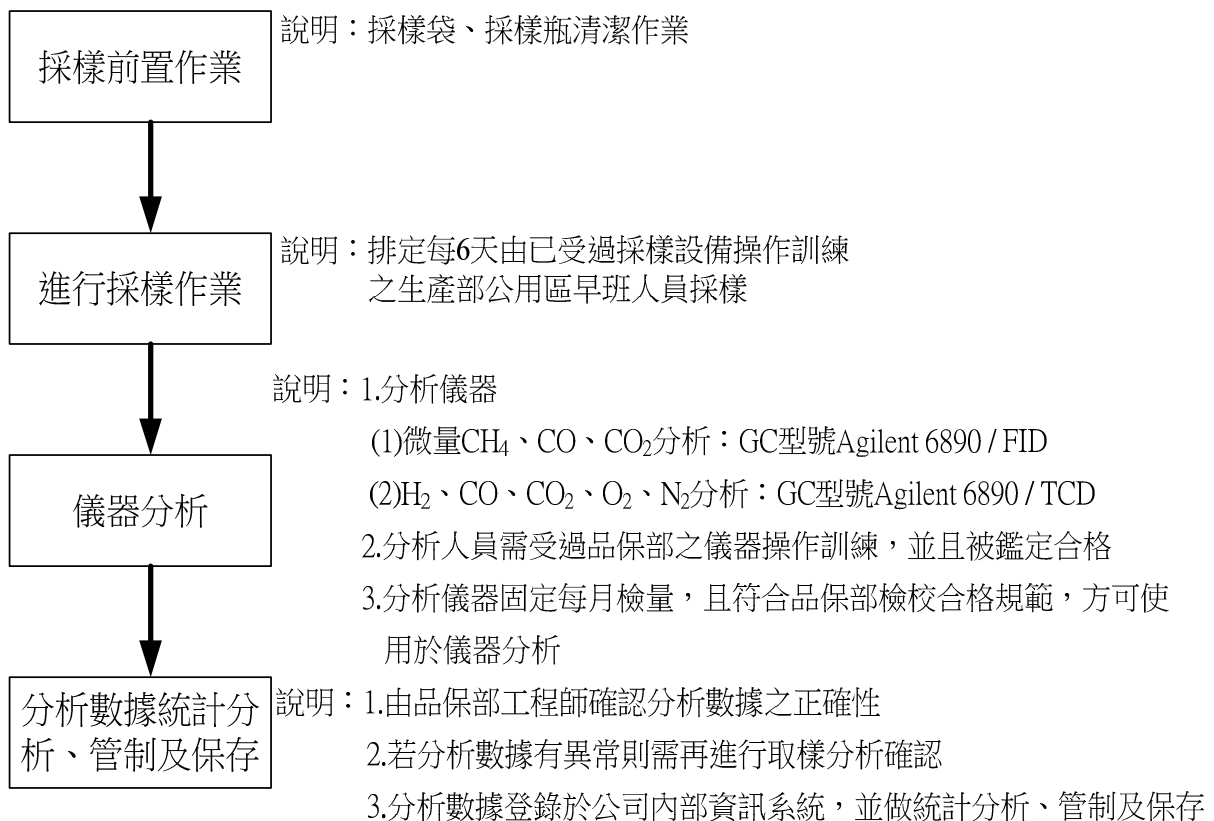 採樣前置作業
說明：採樣袋、採樣瓶清潔作業
進行採樣作業
說明：排定每6天由已受過採樣設備操作訓練
之生產部公用區早班人員採樣
儀器分析
說明：1.分析儀器
(1)微量CH₄、CO、CO₂分析：GC型號Agilent 6890 / FID
(2)H₂、CO、CO₂、O₂、N₂分析：GC型號Agilent 6890 / TCD
2.分析人員需受過品保部之儀器操作訓練，並且被鑑定合格
3.分析儀器固定每月檢量，且符合品保部檢校合格規範，方可使
用於儀器分析
分析數據統計分
析、管制及保存
說明：1.由品保部工程師確認分析數據之正確性
2.若分析數據有異常則需再進行取樣分析確認
3.分析數據登錄於公司內部資訊系統，並做統計分析、管制及保存